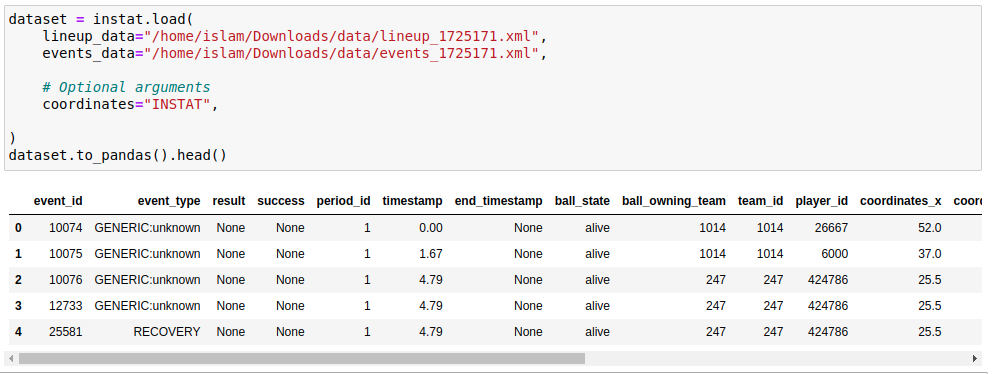 dataset = instat.load(
    lineup_data="/home/islam/Downloads/data/lineup_1725171.xml",
    events_data="/home/islam/Downloads/data/events_1725171.xml",
    # Optional arguments
    coordinates="INSTAT",
)
dataset.to_pandas().head()
event_id event_type result success period_id timestamp end_timestamp ball_state ball_owning_team team_id player_id coordinates_x coord
0 10074 GENERIC:unknown None None 1 0.00 None alive 1014 1014 26667 52.0
1 10075 GENERIC:unknown None None 1 1.67 None alive 1014 1014 6000 37.0
2 10076 GENERIC:unknown None None 1 4.79 None alive 247 247 424786 25.5
3 12733 GENERIC:unknown None None 1 4.79 None alive 247 247 424786 25.5
4 25581 RECOVERY None None 1 4.79 None alive 247 247 424786 25.5